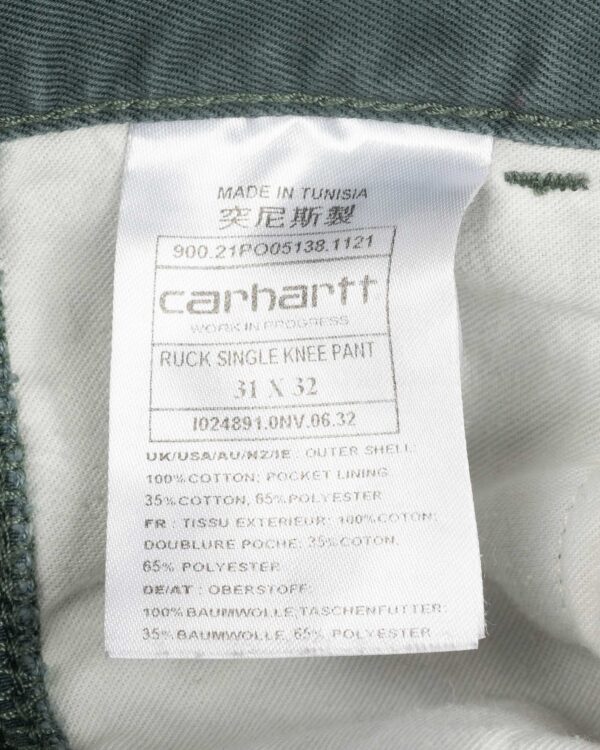 MADE IN TUNISIA
突尼斯製
900.21PO05138.1121
carhartt
WORK IN PROGRESS
RUCK SINGLE KNEE PANT
31 X 32
I024891.0NV.06.32
UK/USA/AU/NZ/IE : OUTER SHELL:
100% COTTON; POCKET LINING:
35% COTTON, 65% POLYESTER
FR : TISSU EXTERIEUR: 100% COTON;
DOUBLURE POCHE: 35% COTON,
65% POLYESTER
DE/AT : OBERSTOFF:
100% BAUMWOLLE;TASCHENFUTTER:
35% BAUMWOLLE, 65% POLYESTER